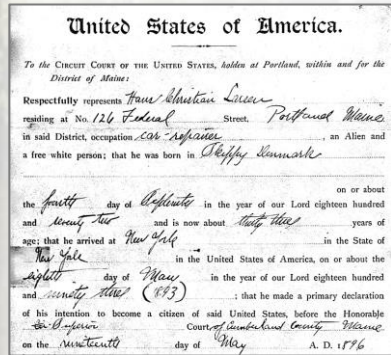 United States of America.
To the CIRCUIT COURT OF THE UNITED STATES, holden at Portland, within and for the
District of Maine:
Respectfully represents Hans Christian Larsen
residing at No. 126 Federal Street, Portland Maine
in said District, occupation car-repairer, an Alien and
a free white person; that he was born in Denmark
on or about
the fourth day of in the year of our Lord eighteen hundred
and seventy two and is now about thirty three years of
age; that he arrived at New York in the State of
New York in the United States of America, on or about the
eighth day of May in the year of our Lord eighteen hundred
and ninety three (1893); that he made a primary declaration
of his intention to become a citizen of said United States, before the Honorable
Superior Court, of Cumberland County Maine
on the nineteenth day of May A. D. 1896